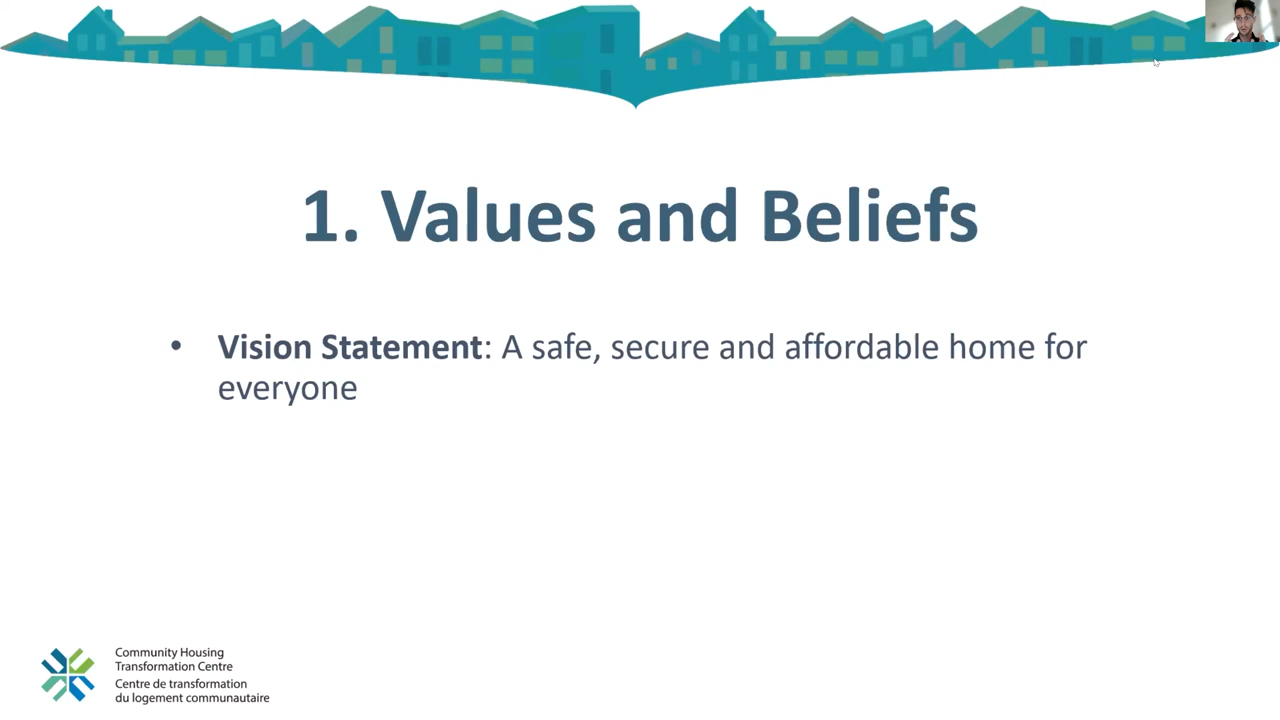 1. Values and Beliefs
• Vision Statement: A safe, secure and affordable home for
everyone
Community Housing
Transformation Centre
Centre de transformation
du logement communautaire